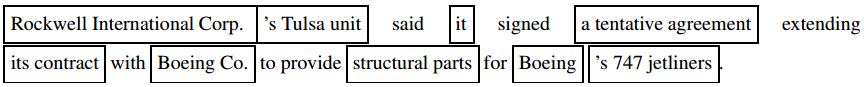 Rockwell International Corp. 's Tulsa unit said it signed a tentative agreement extending
its contract with Boeing Co. to provide structural parts for Boeing 's 747 jetliners.